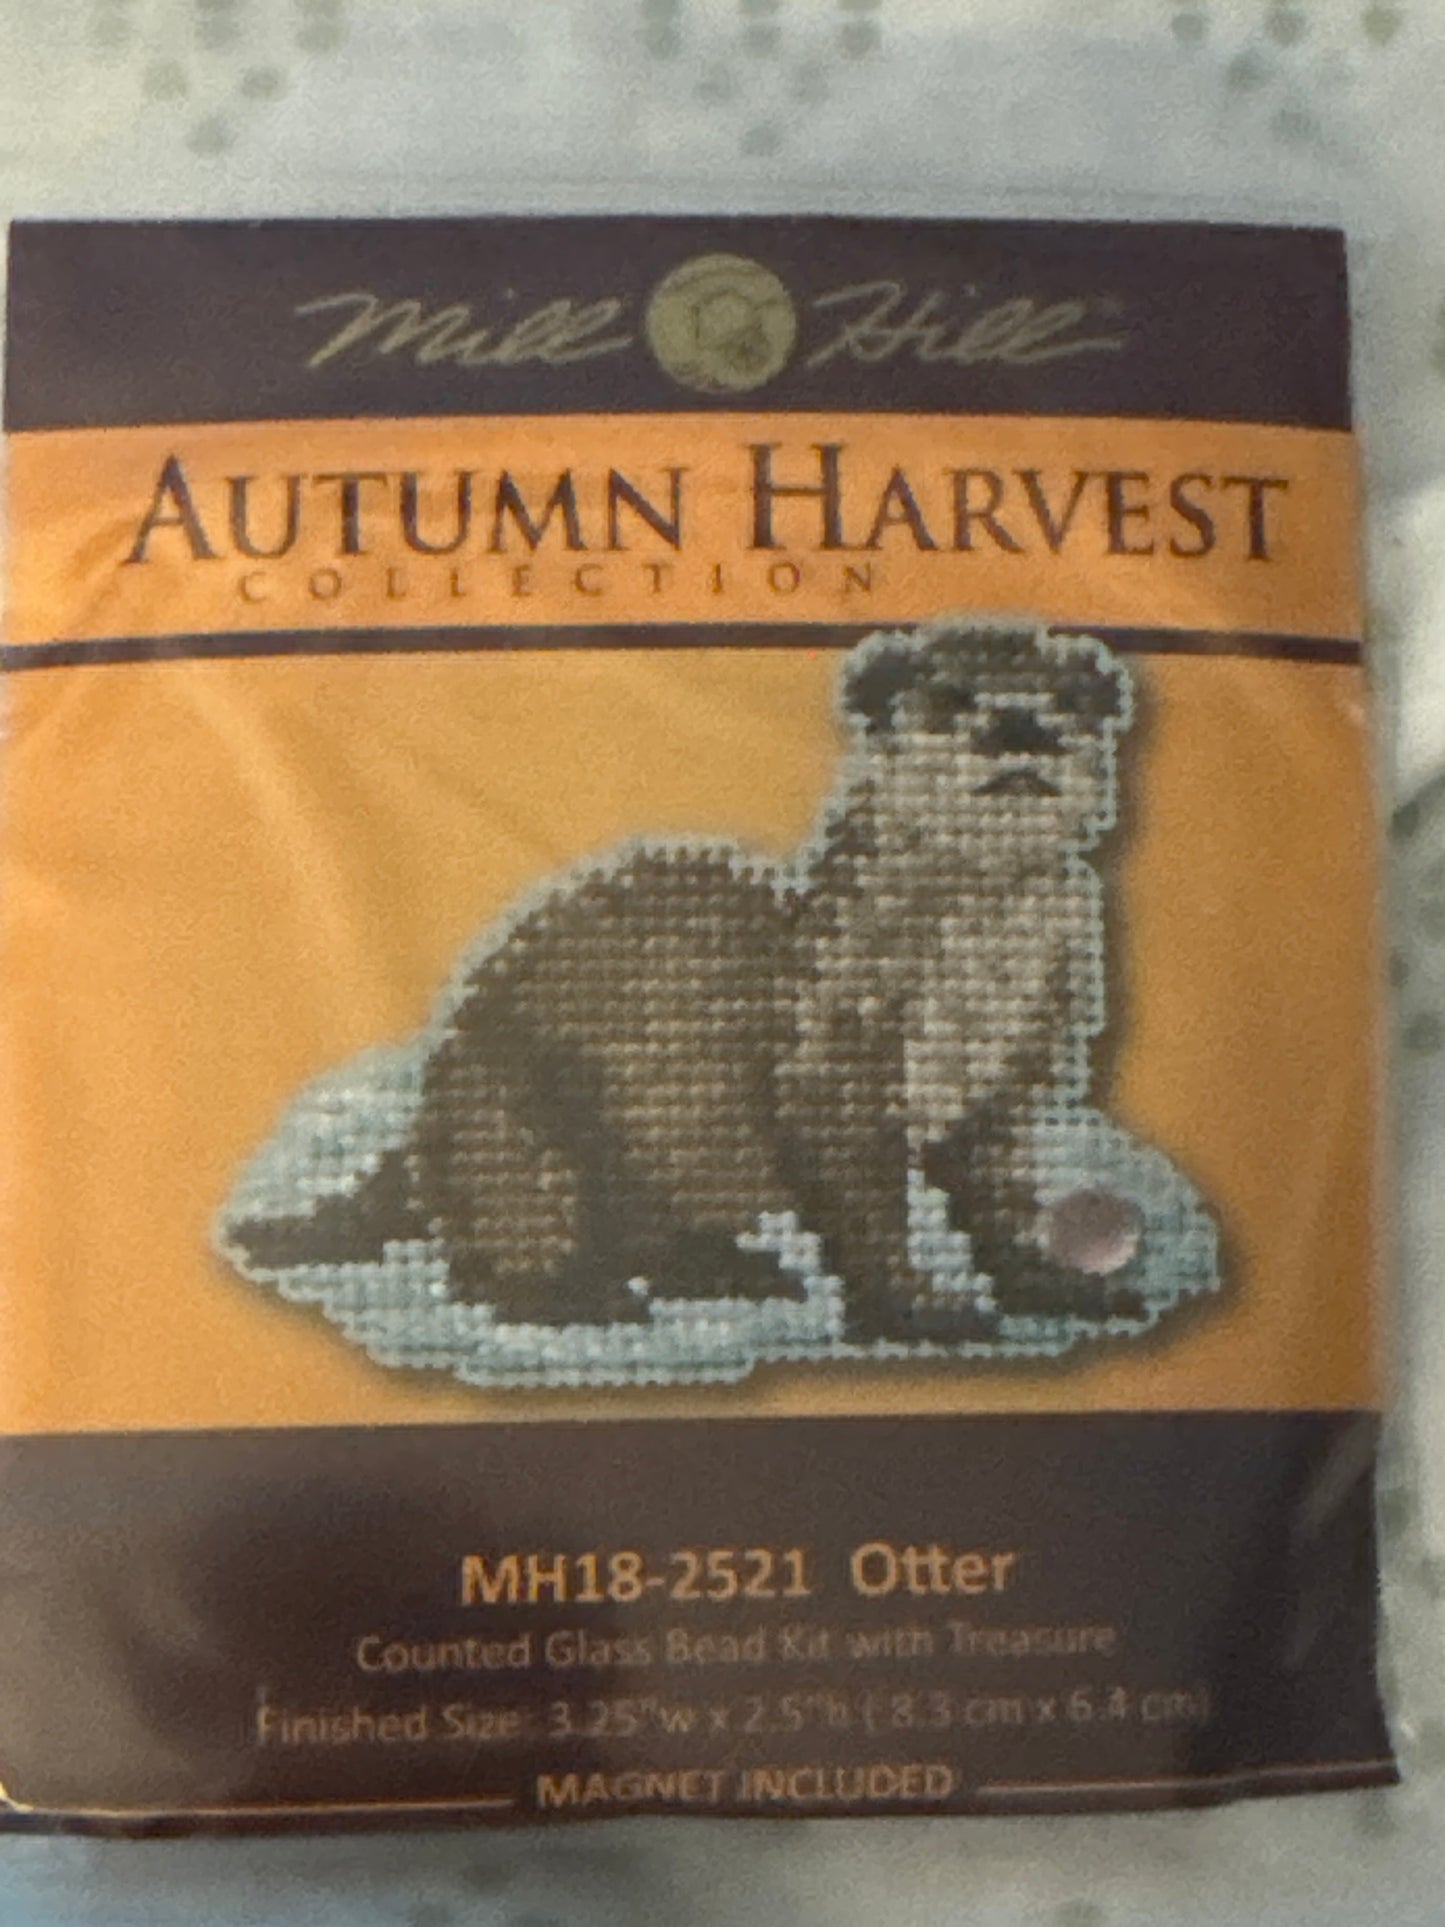 Mill Hill
AUTUMN HARVEST
COLLECTION
MH18-2521 Otter
Counted Glass Bead Kit with Treasure
Finished Size: 3.25"w x 2.5"h ( 8.3 cm x 6.4 cm)
MAGNET INCLUDED